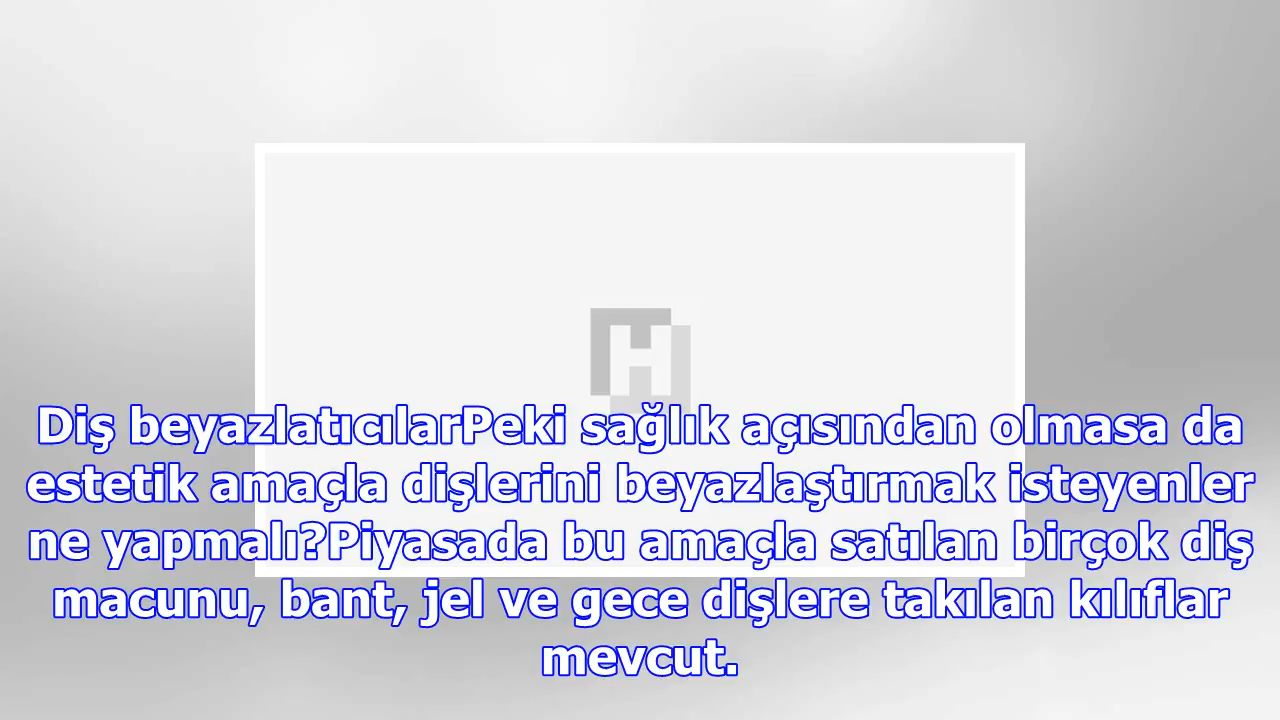 Diş beyazlatıcılarPeki sağlık açısından olmasa da
estetik amaçla dişlerini beyazlaştırmak isteyenler
ne yapmalı?Piyasada bu amaçla satılan birçok diş
macunu, bant, jel ve gece dişlere takılan kılıflar
mevcut.